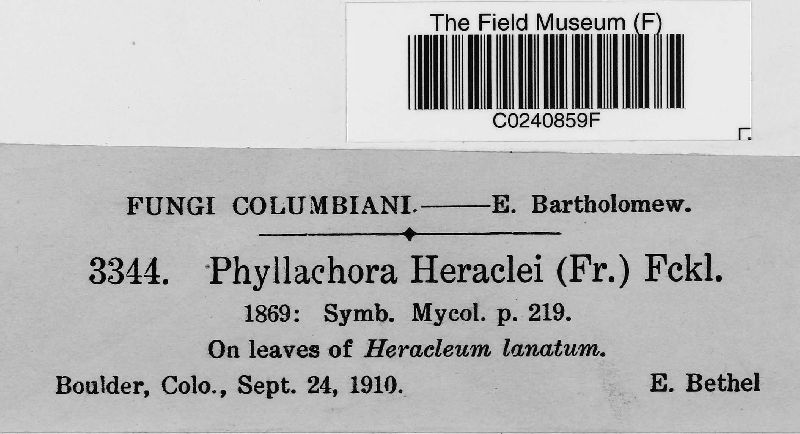 The Field Museum (F)
C0240859F
FUNGI COLUMBIANI.——E. Bartholomew.
3344. Phyllachora Heraclei (Fr.) Fckl.
1869: Symb. Mycol. p. 219.
On leaves of Heracleum lanatum.
Boulder, Colo., Sept. 24, 1910. E. Bethel